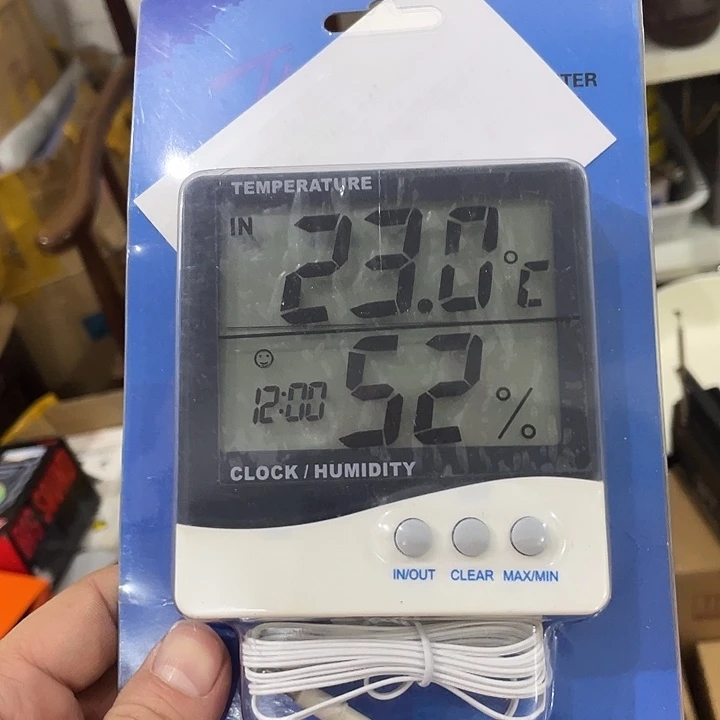 TER
TEMPERATURE
IN
23.0°C
12:00
52%
CLOCK / HUMIDITY
IN/OUT CLEAR MAX/MIN